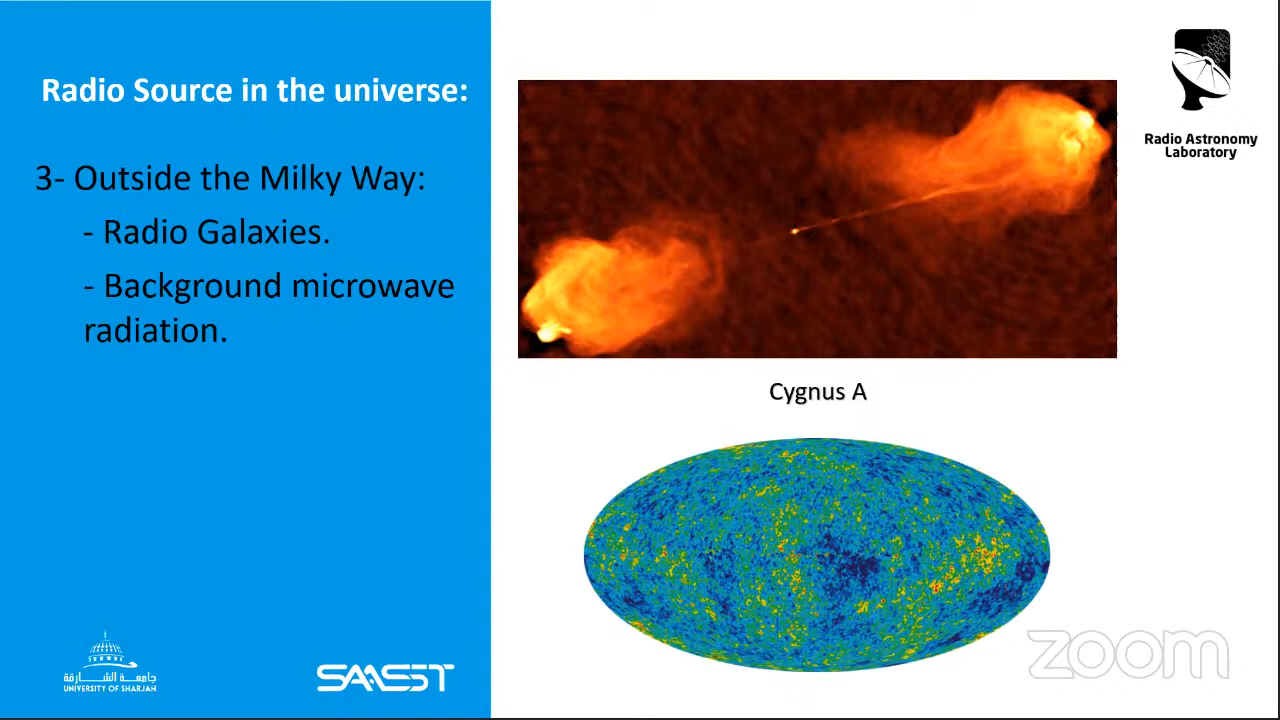 Radio Source in the universe:
3- Outside the Milky Way:
- Radio Galaxies.
- Background microwave
radiation.
Cygnus A
Radio Astronomy
Laboratory
جامعة الشارقة
UNIVERSITY OF SHARJAH
SAASST
zoom